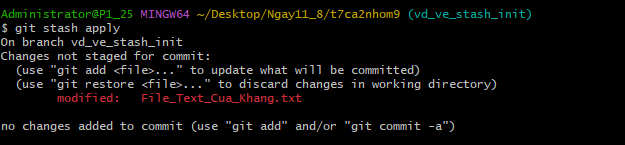 Administrator@P1_25 MINGW64 ~/Desktop/Ngay11_8/t7ca2nhom9 (vd_ve_stash_init)
$ git stash apply
On branch vd_ve_stash_init
Changes not staged for commit:
  (use "git add <file>..." to update what will be committed)
  (use "git restore <file>..." to discard changes in working directory)
        modified:   File_Text_Cua_Khang.txt
no changes added to commit (use "git add" and/or "git commit -a")